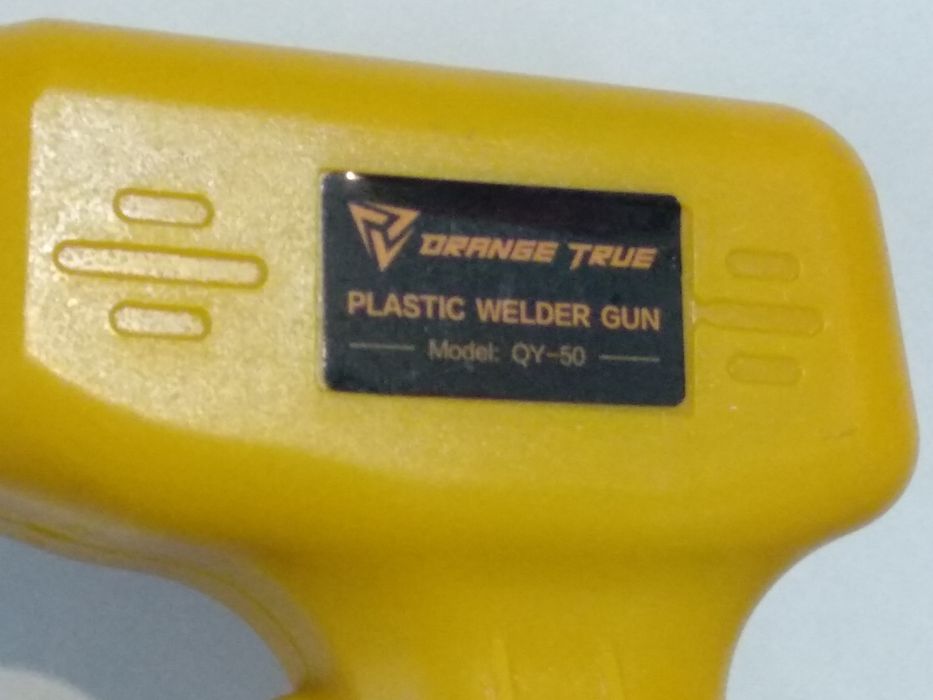 ORANGE TRUE
PLASTIC WELDER GUN
Model: QY-50